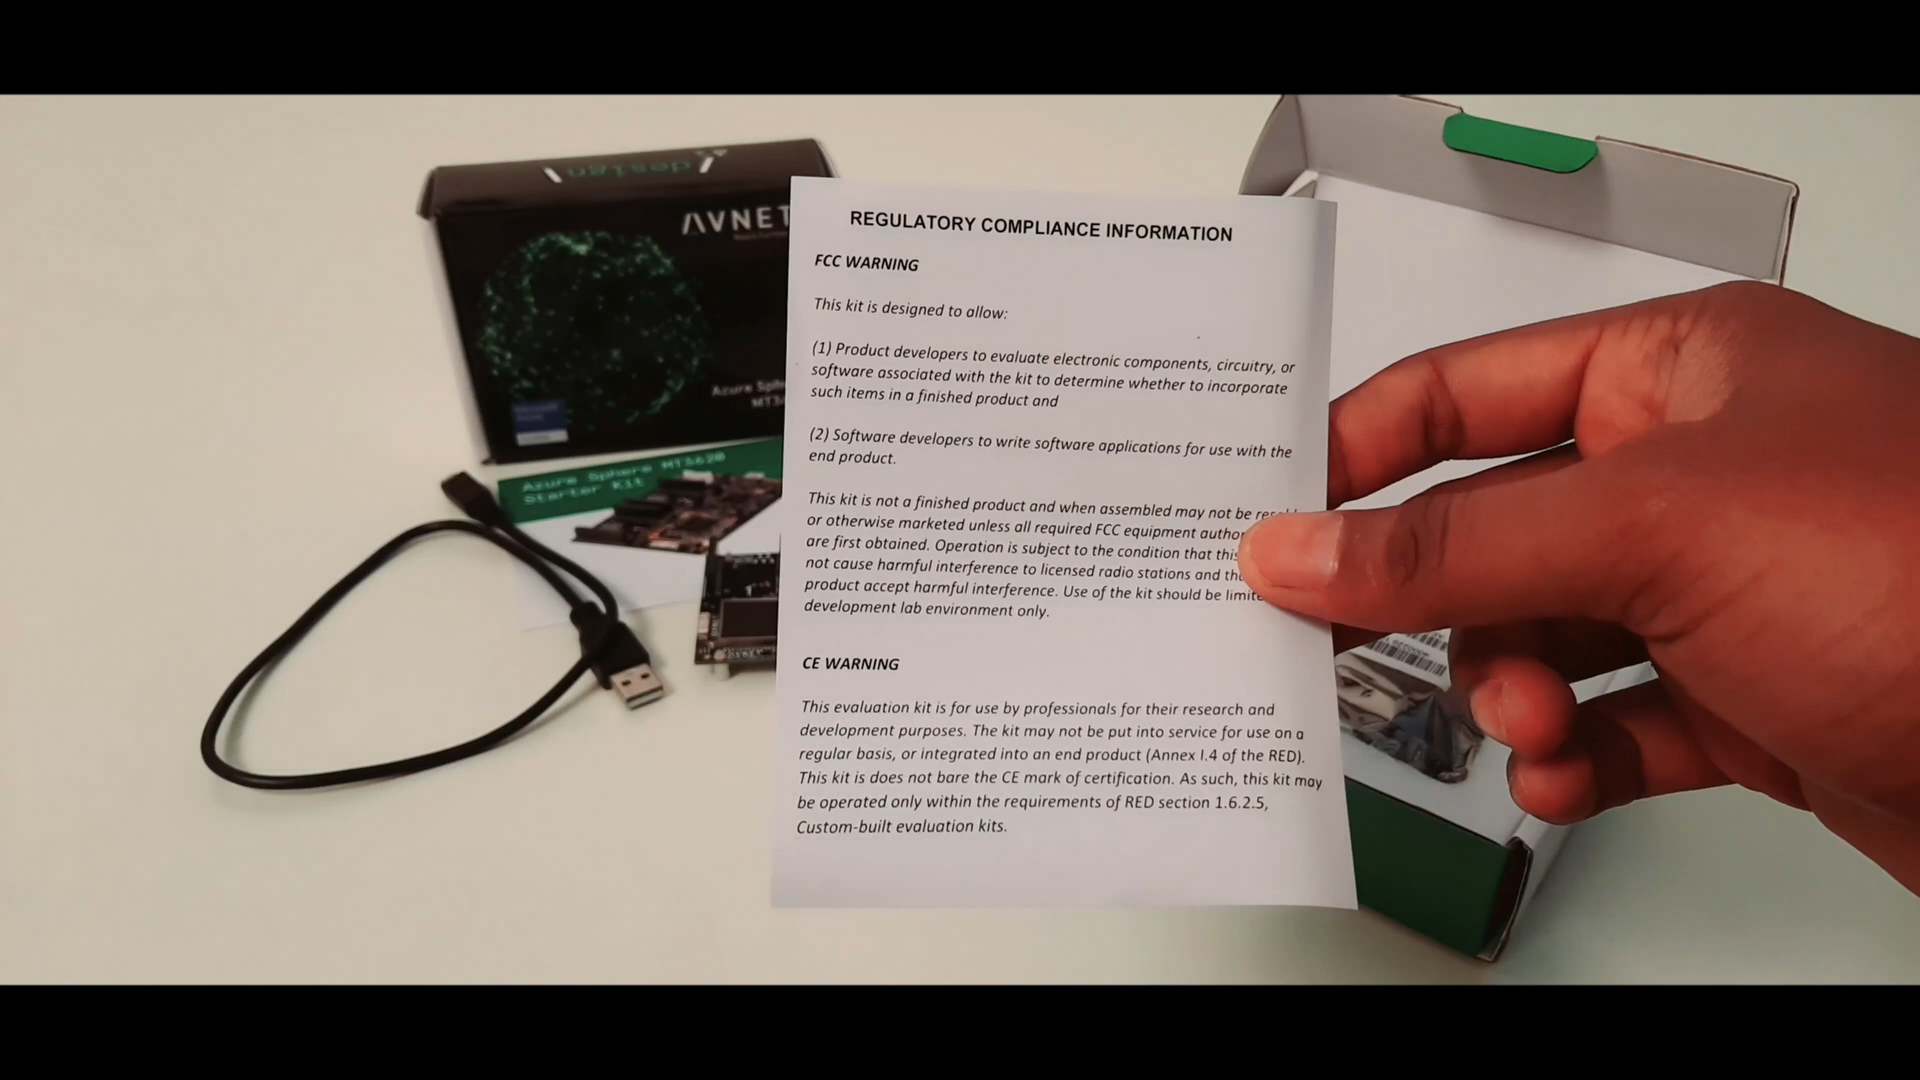 design
AVNET
Azure Sphere MT3620
Starter Kit
REGULATORY COMPLIANCE INFORMATION
FCC WARNING
This kit is designed to allow:
(1) Product developers to evaluate electronic components, circuitry, or
software associated with the kit to determine whether to incorporate
such items in a finished product and
(2) Software developers to write software applications for use with the
end product.
This kit is not a finished product and when assembled may not be
or otherwise marketed unless all required FCC equipment
are first obtained. Operation is subject to the condition that this
not cause harmful interference to licensed radio stations and
product accept harmful interference. Use of the kit should be
development lab environment only.
CE WARNING
This evaluation kit is for use by professionals for their research and
development purposes. The kit may not be put into service for use on a
regular basis, or integrated into an end product (Annex I.4 of the RED).
This kit is does not bare the CE mark of certification. As such, this kit may
be operated only within the requirements of RED section 1.6.2.5,
Custom-built evaluation kits.